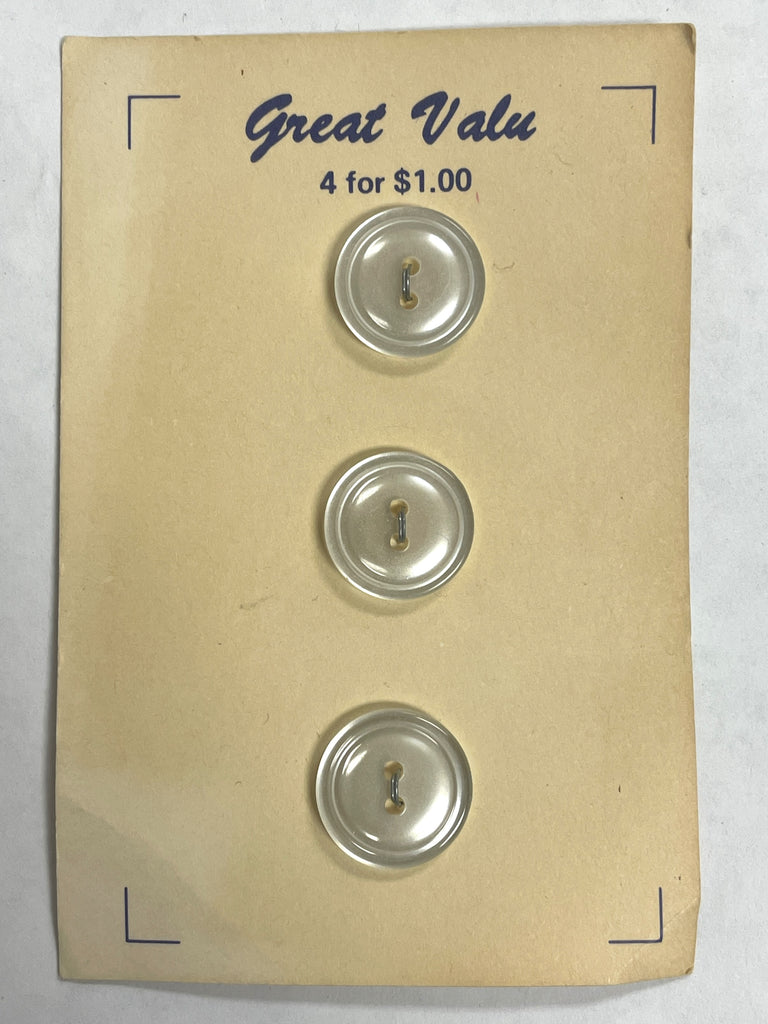 Great Valu
4 for $1.00